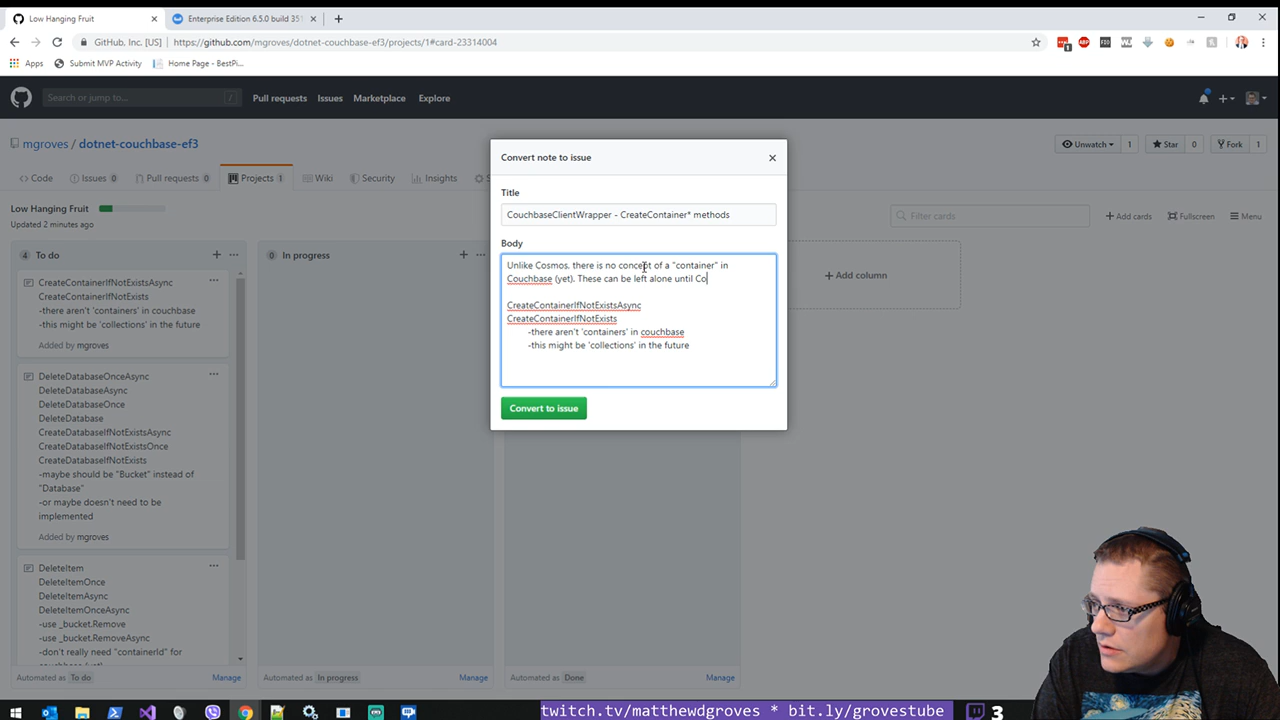 Low Hanging Fruit
Enterprise Edition 6.5.0 build 351
GitHub, Inc. [US]
https://github.com/mgroves/dotnet-couchbase-ef3/projects/1#card-23314004
Apps
Submit MVP Activity
Home Page - BestPi...
Search or jump to...
/
Pull requests
Issues
Marketplace
Explore
mgroves / dotnet-couchbase-ef3
Unwatch
1
Star
0
Fork
1
Code
Issues 0
Pull requests 0
Projects 1
Wiki
Security
Insights
S
Low Hanging Fruit
Updated 2 minutes ago
Filter cards
Add cards
Fullscreen
Menu
4 To do
CreateContainerIfNotExistsAsync
CreateContainerIfNotExists
-there aren't 'containers' in couchbase
-this might be 'collections' in the future
Added by mgroves
DeleteDatabaseOnceAsync
DeleteDatabaseAsync
DeleteDatabaseOnce
DeleteDatabase
CreateDatabaseIfNotExistsAsync
CreateDatabaseIfNotExistsOnce
CreateDatabaseIfNotExists
-maybe should be "Bucket" instead of
"Database"
-or maybe doesn't need to be
implemented
Added by mgroves
DeleteItem
DeleteItemOnce
DeleteItemAsync
DeleteItemOnceAsync
-use _bucket.Remove
-use _bucket.RemoveAsync
-don't really need "containerId" for
couchbase (yet)
Automated as To do
Manage
0 In progress
Automated as In progress
Manage
Automated as Done
Manage
Add column
Convert note to issue
Title
CouchbaseClientWrapper - CreateContainer* methods
Body
Unlike Cosmos, there is no concept of a "container" in
Couchbase (yet). These can be left alone until Co
CreateContainerIfNotExistsAsync
CreateContainerIfNotExists
-there aren't 'containers' in couchbase
-this might be 'collections' in the future
Convert to issue
twitch.tv/matthewdgroves * bit.ly/grovestube
3